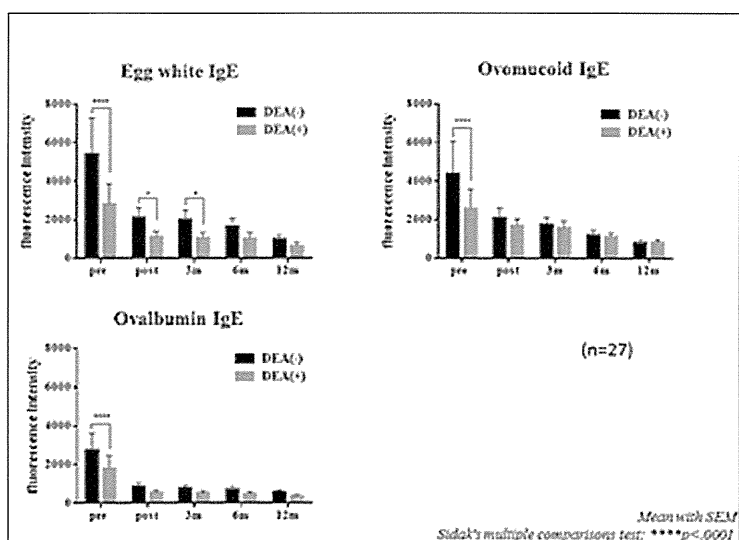 Egg white IgE
fluorescence intensity
8000
6000
4000
2000
0
****
*
*
DEA(-)
DEA(+)
pre
post
3m
6m
12m
Ovomucoid IgE
fluorescence intensity
8000
6000
4000
2000
0
****
DEA(-)
DEA(+)
pre
post
3m
6m
12m
Ovalbumin IgE
fluorescence intensity
8000
6000
4000
2000
0
****
DEA(-)
DEA(+)
pre
post
3m
6m
12m
(n=27)
Mean with SEM
Sidak's multiple comparisons test: ****p<.0001